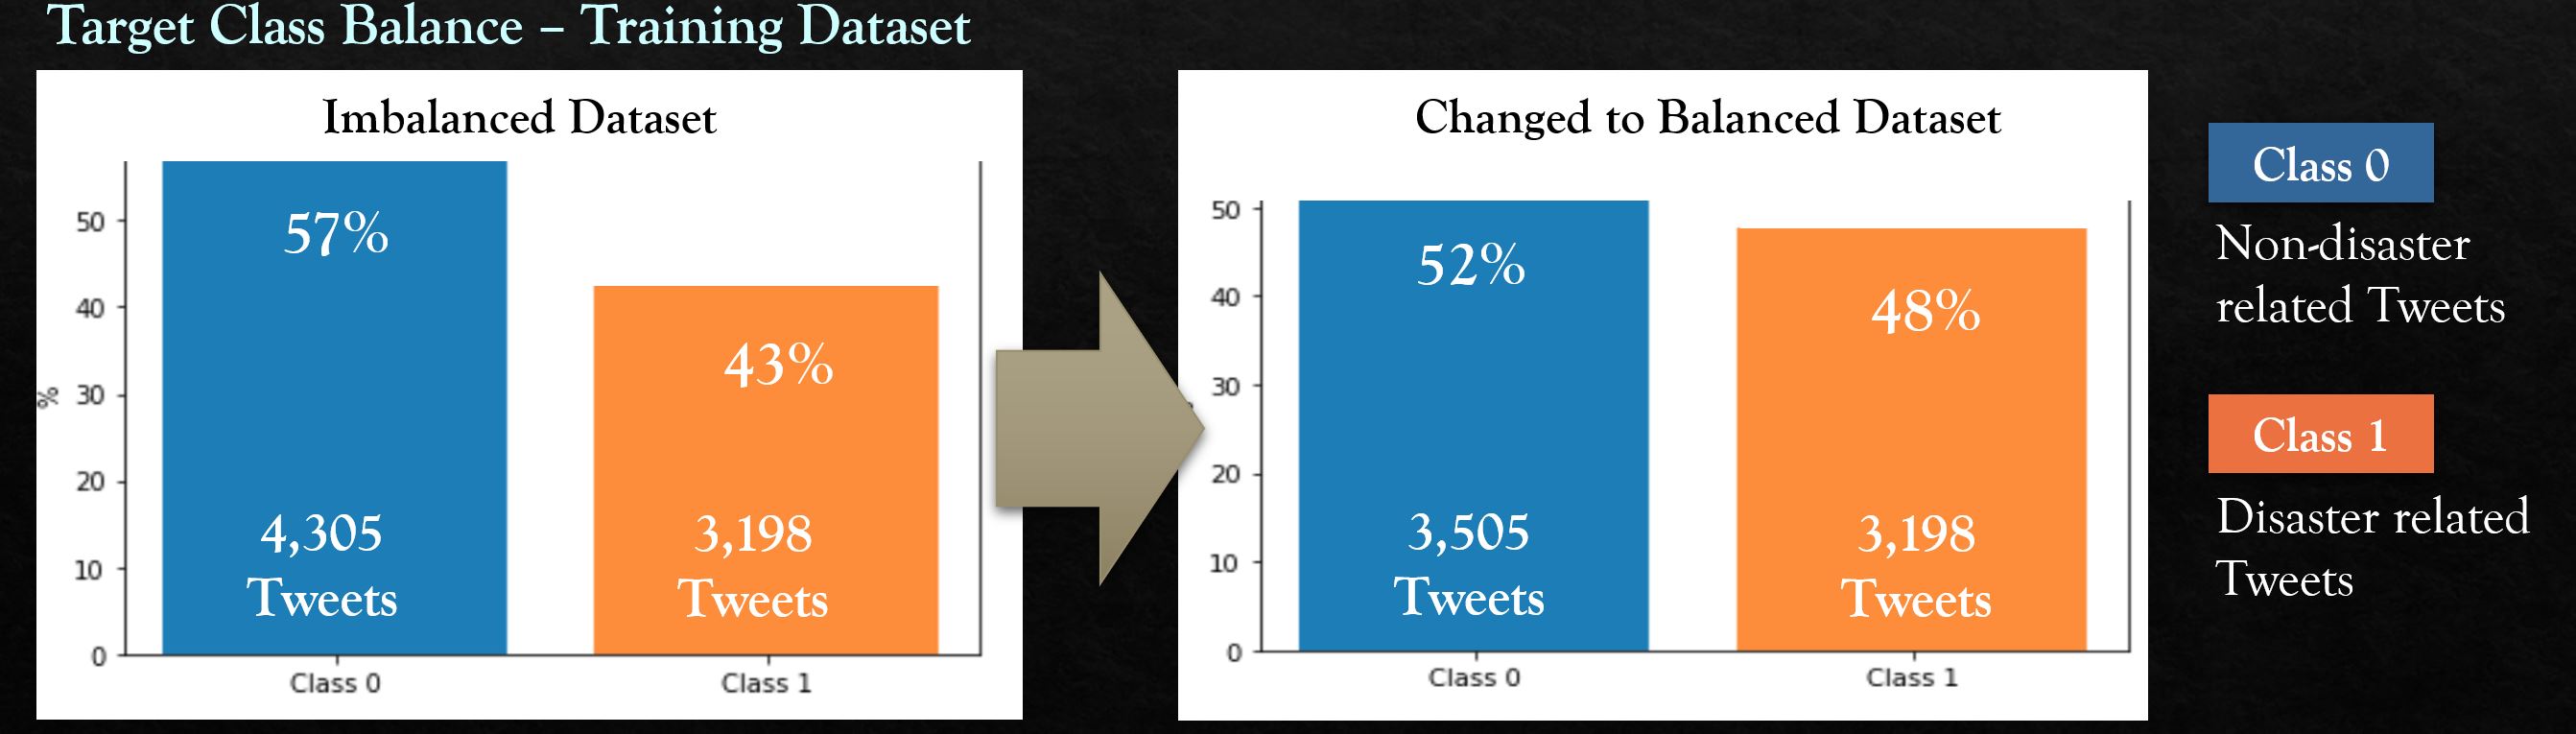 Target Class Balance – Training Dataset
Imbalanced Dataset
50
40
30
20
10
0
%
57%
43%
4,305
Tweets
3,198
Tweets
Class 0
Class 1
Changed to Balanced Dataset
50
40
30
20
10
0
52%
48%
3,505
Tweets
3,198
Tweets
Class 0
Class 1
Class 0
Non-disaster
related Tweets
Class 1
Disaster related
Tweets